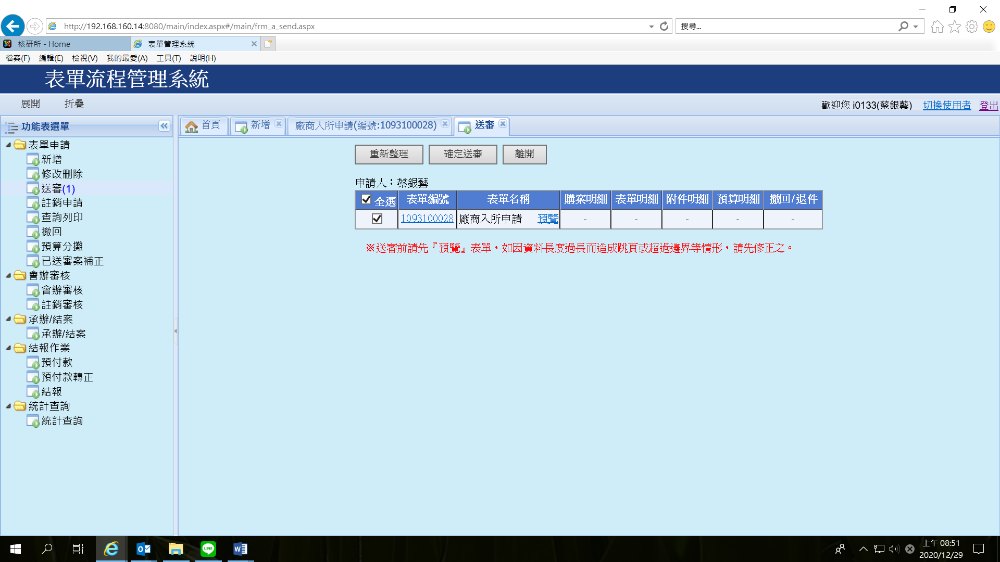 http://192.168.160.14:8080/main/index.aspx#/main/frm_a_send.aspx
搜尋...
核研所 - Home
表單管理系統
檔案(F) 編輯(E) 檢視(V) 我的最愛(A) 工具(T) 說明(H)
表單流程管理系統
展開 折疊
歡迎您 i0133(蔡銀藝) 切換使用者 登出
功能表選單
表單申請
新增
修改刪除
送審(1)
註銷申請
查詢列印
撤回
預算分攤
已送審案補正
會辦審核
會辦審核
註銷審核
承辦/結案
承辦/結案
結報作業
預付款
預付款轉正
結報
統計查詢
統計查詢
首頁 新增 廠商入所申請(編號:1093100028) 送審
重新整理 確定送審 離開
申請人：蔡銀藝
全選 表單編號 表單名稱 購案明細 表單明細 附件明細 預算明細 撤回/退件
1093100028 廠商入所申請 預覽 - - - - -
※送審前請先『預覽』表單，如因資料長度過長而造成跳頁或超過邊界等情形，請先修正之。
上午 08:51
2020/12/29